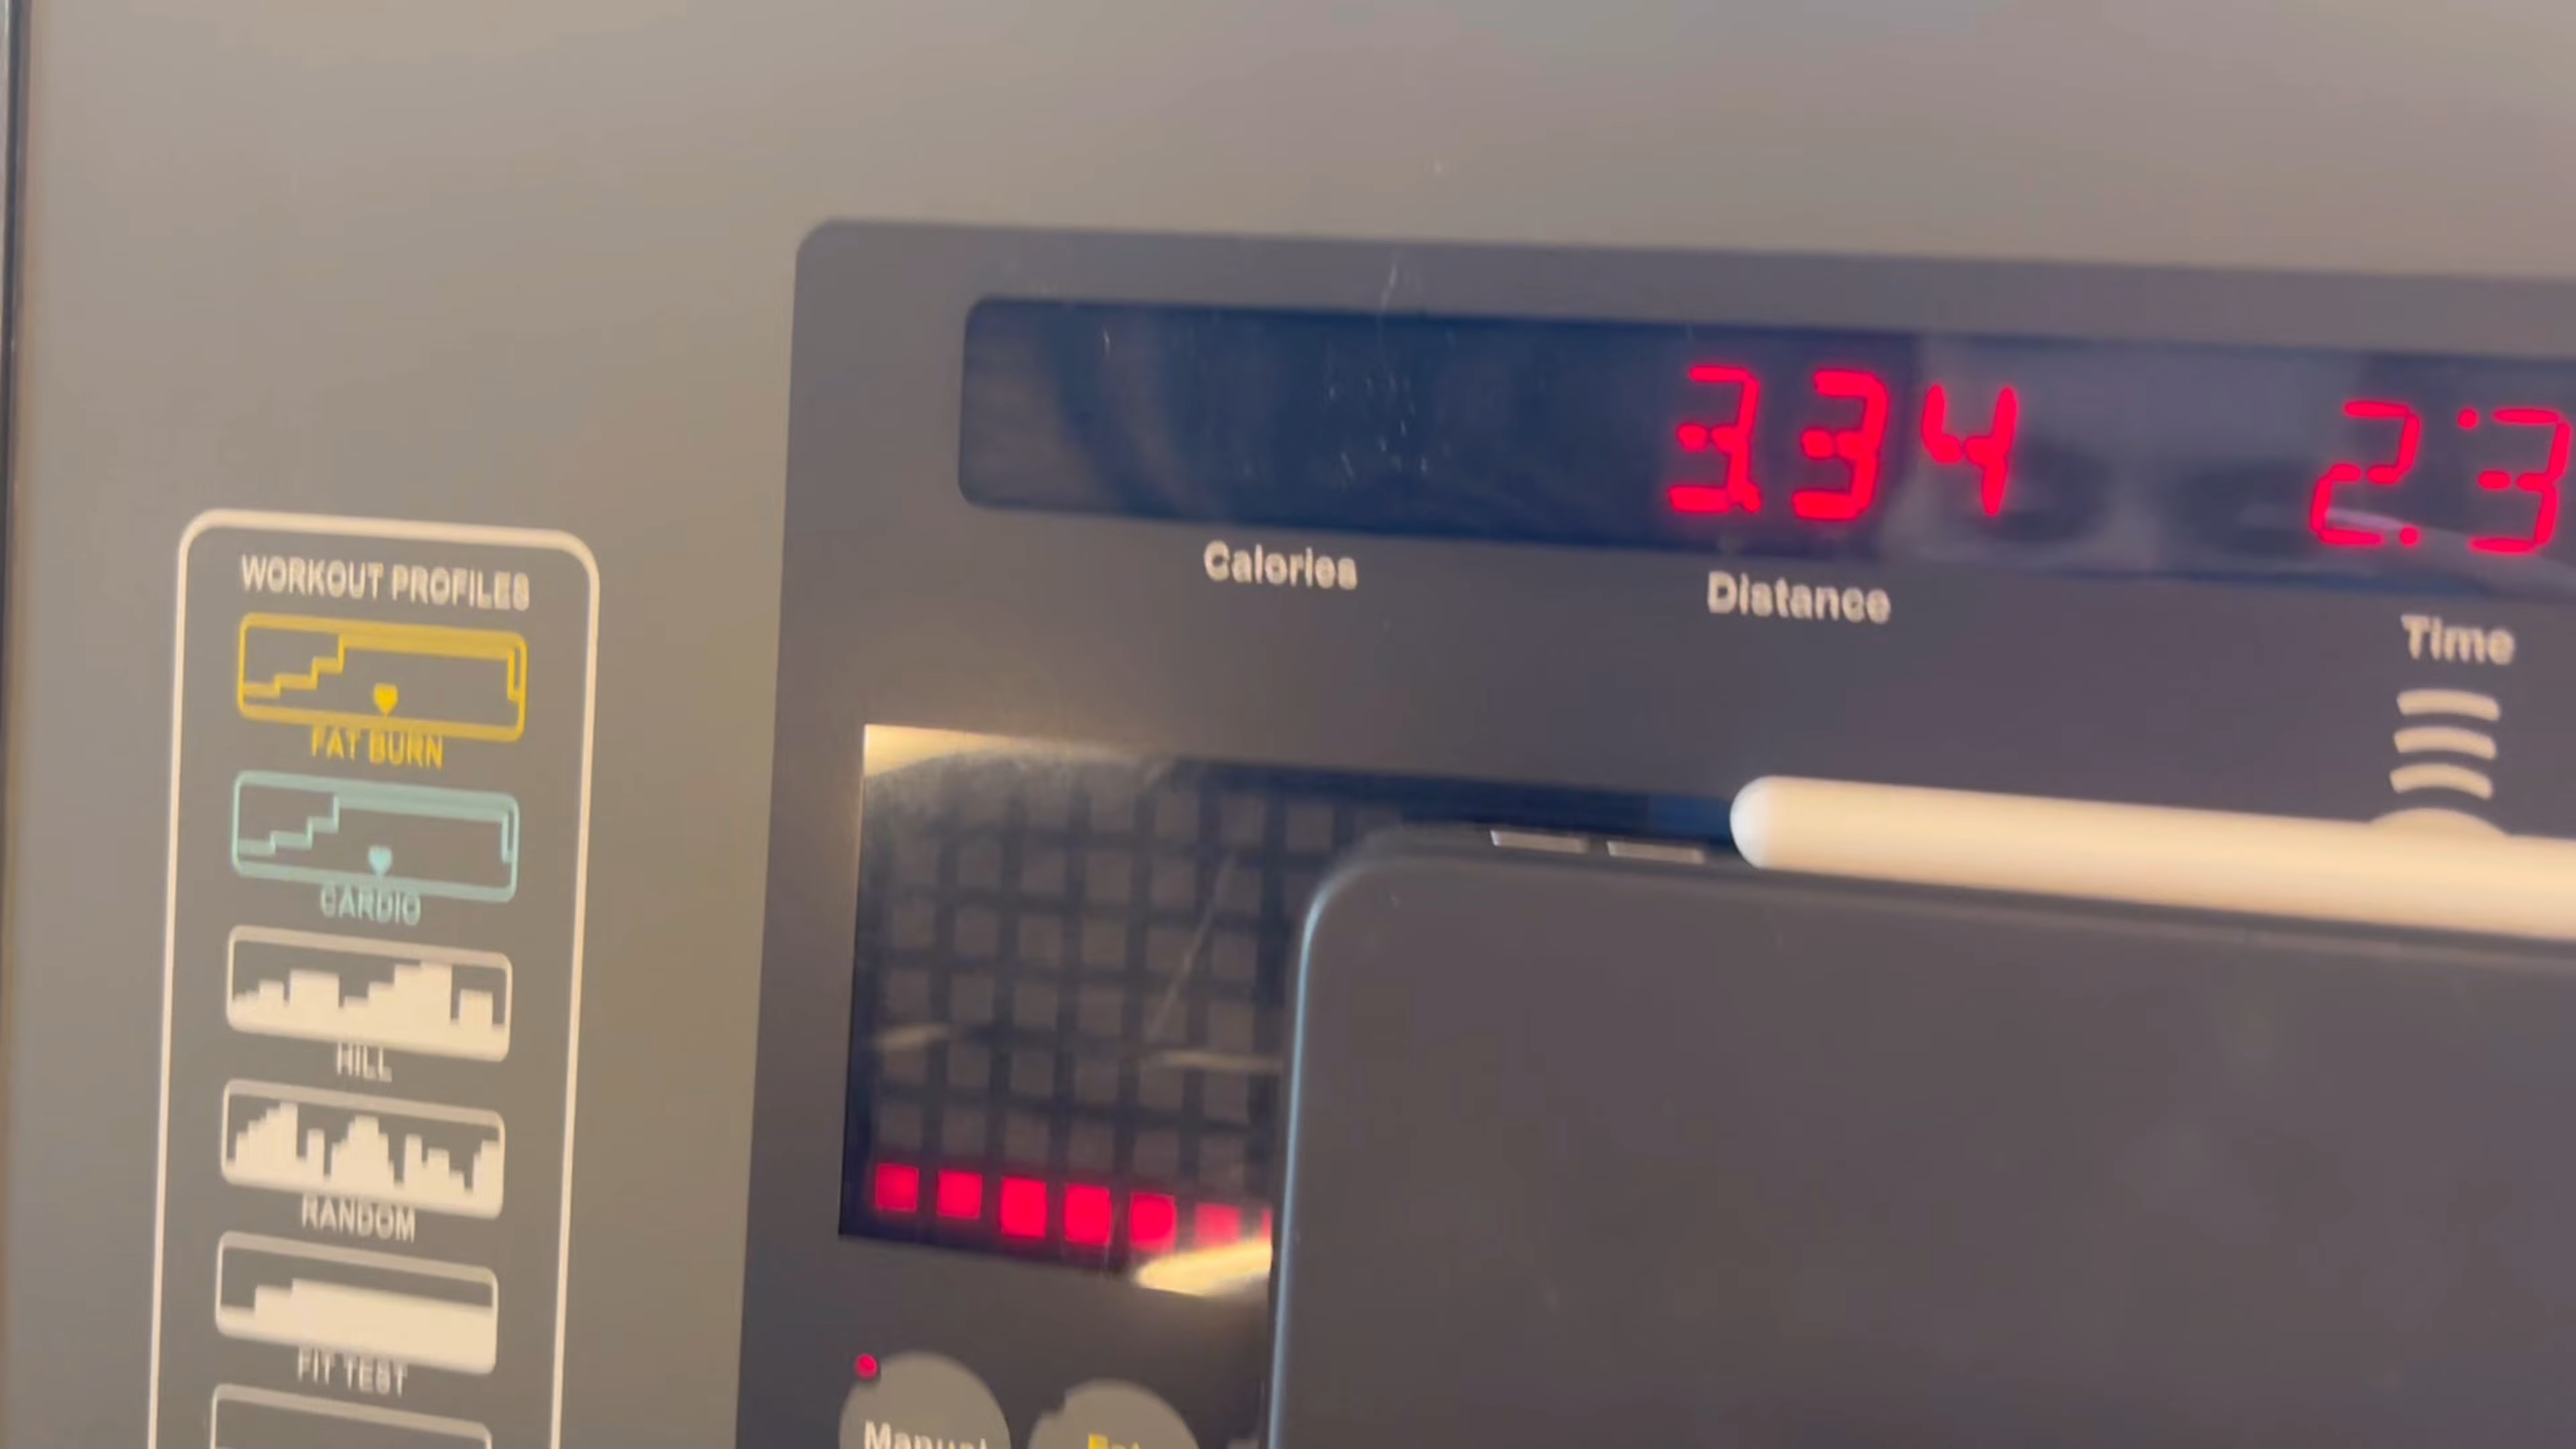 3.34 2:3
Calories Distance Time
WORKOUT PROFILES
FAT BURN
CARDIO
HILL
RANDOM
FIT TEST
Manual